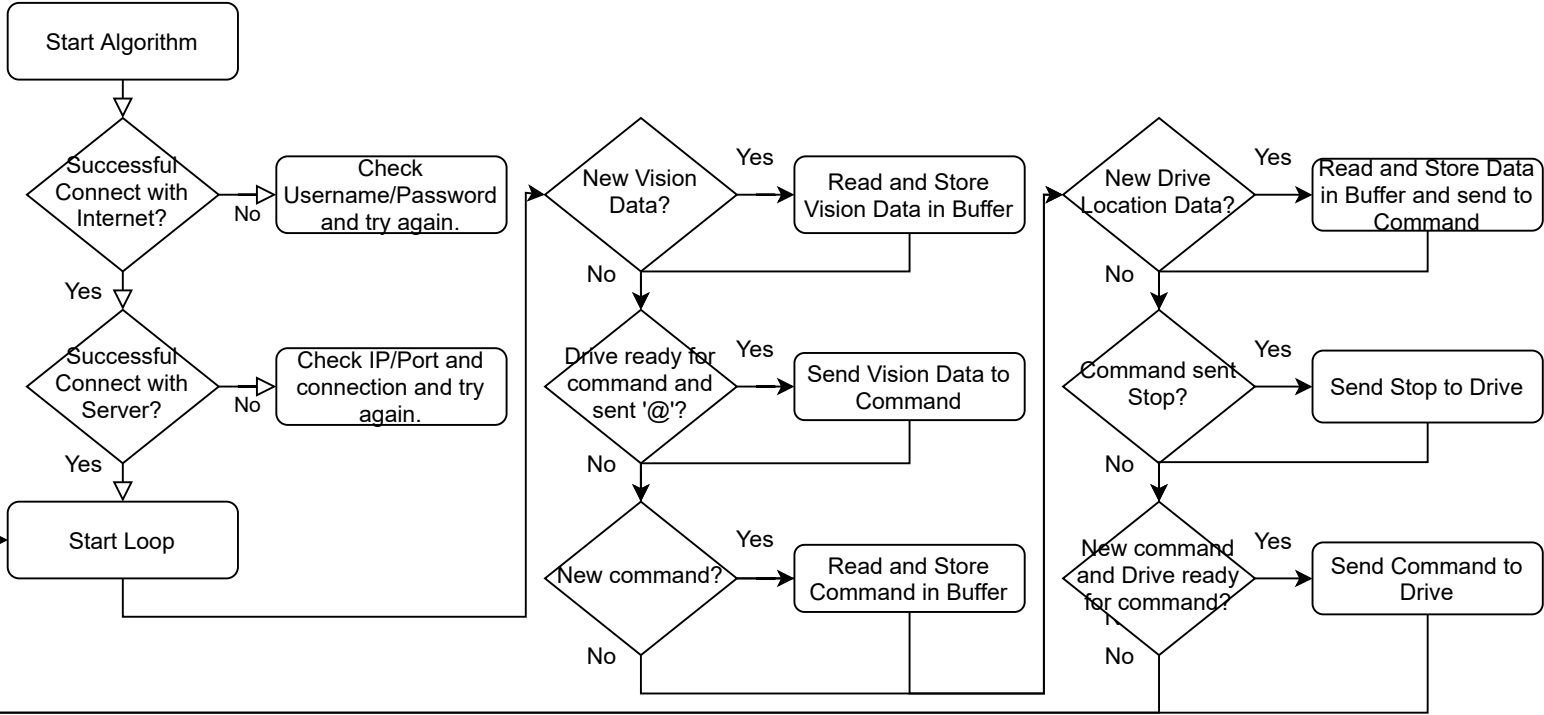 Start Algorithm
Successful
Connect with
Internet?
No
Check
Username/Password
and try again.
Yes
Successful
Connect with
Server?
No
Check IP/Port and
connection and try
again.
Yes
Start Loop
New Vision
Data?
Yes
Read and Store
Vision Data in Buffer
No
Drive ready for
command and
sent '@'?
Yes
Send Vision Data to
Command
No
New command?
Yes
Read and Store
Command in Buffer
No
New Drive
Location Data?
Yes
Read and Store Data
in Buffer and send to
Command
No
Command sent
Stop?
Yes
Send Stop to Drive
No
New command
and Drive ready
for command?
Yes
Send Command to
Drive
No